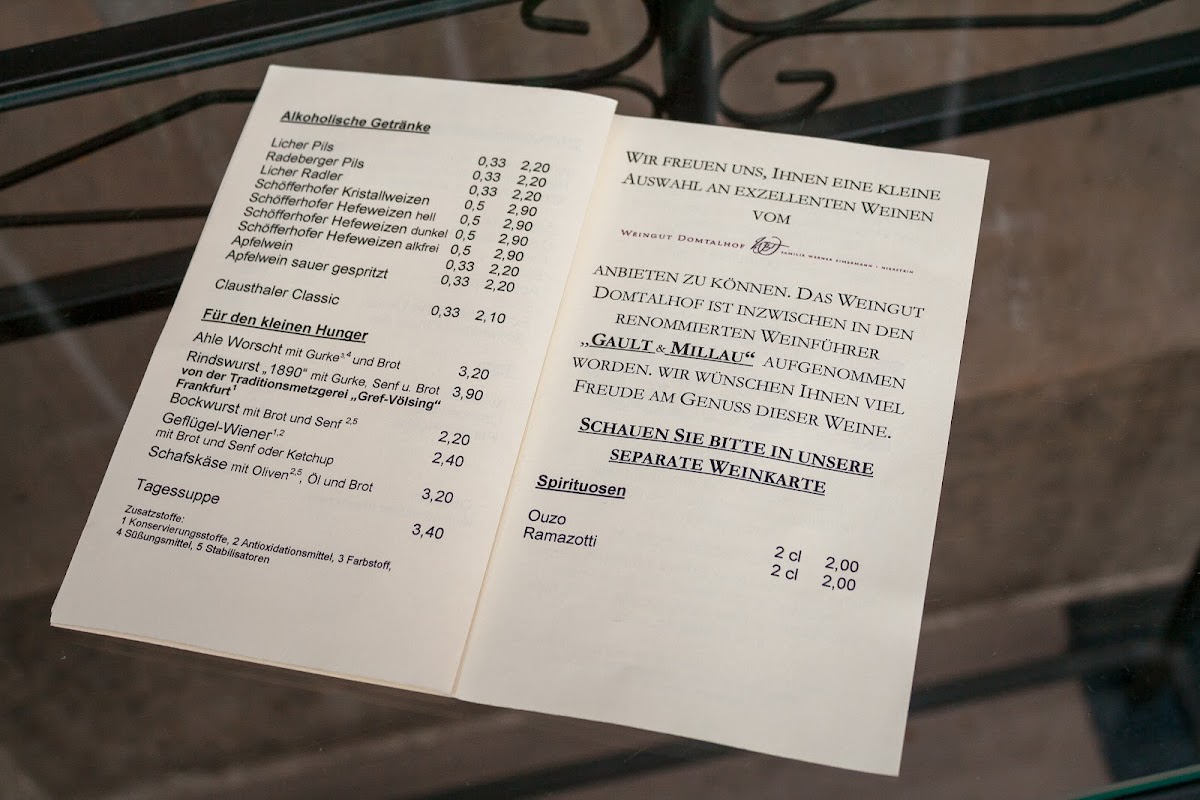 Alkoholische Getränke
Licher Pils 0,33 2,20
Radeberger Pils 0,33 2,20
Licher Radler 0,33 2,20
Schöfferhofer Kristallweizen 0,5 2,90
Schöfferhofer Hefeweizen hell 0,5 2,90
Schöfferhofer Hefeweizen dunkel 0,5 2,90
Schöfferhofer Hefeweizen alkfrei 0,5 2,90
Apfelwein 0,33 2,20
Apfelwein sauer gespritzt 0,33 2,20
Clausthaler Classic 0,33 2,10
Für den kleinen Hunger
Ahle Worscht mit Gurke3,4 und Brot 3,20
Rindswurst „1890" mit Gurke, Senf u. Brot 3,90
von der Traditionsmetzgerei „Gref-Völsing"
Frankfurt1
Bockwurst mit Brot und Senf 2,5 2,20
Geflügel-Wiener1,2 2,40
mit Brot und Senf oder Ketchup
Schafskäse mit Oliven2,5, Öl und Brot 3,20
Tagessuppe 3,40
Zusatzstoffe:
1 Konservierungsstoffe, 2 Antioxidationsmittel, 3 Farbstoff,
4 Süßungsmittel, 5 Stabilisatoren
WIR FREUEN UNS, IHNEN EINE KLEINE
AUSWAHL AN EXZELLENTEN WEINEN
VOM
WEINGUT DOMTALHOF FAMILIE WERNER · NIERSTEIN
ANBIETEN ZU KÖNNEN. DAS WEINGUT
DOMTALHOF IST INZWISCHEN IN DEN
RENOMMIERTEN WEINFÜHRER
„GAULT & MILLAU“ AUFGENOMMEN
WORDEN. WIR WÜNSCHEN IHNEN VIEL
FREUDE AM GENUSS DIESER WEINE.
SCHAUEN SIE BITTE IN UNSERE
SEPARATE WEINKARTE
Spirituosen
Ouzo 2 cl 2,00
Ramazotti 2 cl 2,00